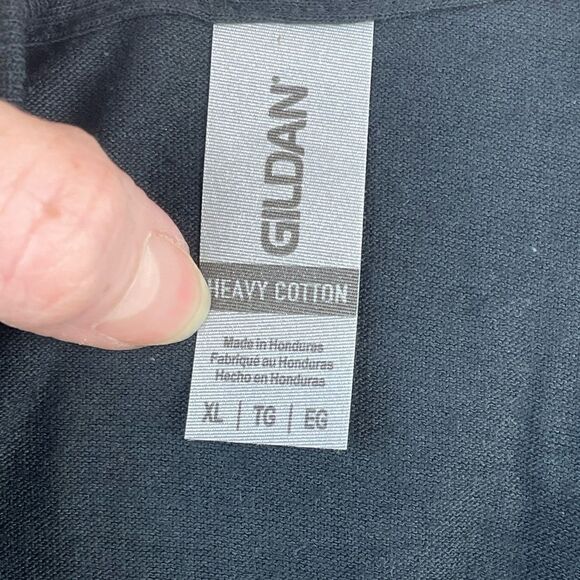 GILDAN
HEAVY COTTON
Made in Honduras
Fabriqué au Honduras
Hecho en Honduras
XL | TG | EG